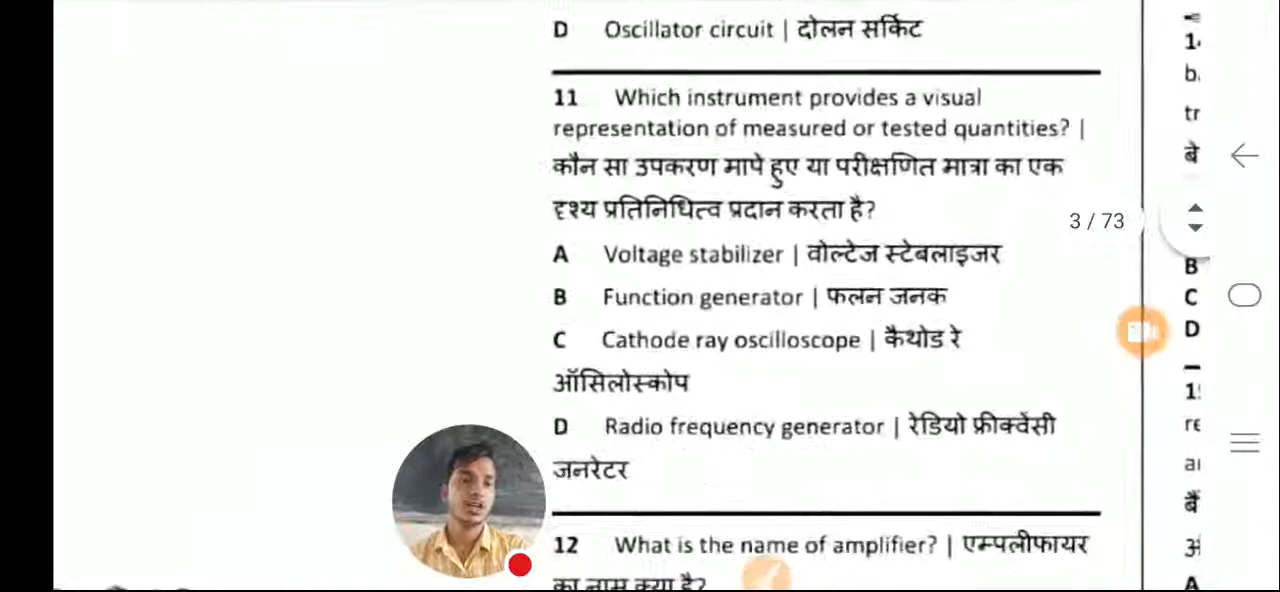 D Oscillator circuit | दोलन सर्किट
11 Which instrument provides a visual
representation of measured or tested quantities? |
कौन सा उपकरण मापे हुए या परीक्षणित मात्रा का एक
दृश्य प्रतिनिधित्व प्रदान करता है?
A Voltage stabilizer | वोल्टेज स्टेबलाइजर
B Function generator | फलन जनक
C Cathode ray oscilloscope | कैथोड रे
ऑसिलोस्कोप
D Radio frequency generator | रेडियो फ्रीक्वेंसी
जनरेटर
12 What is the name of amplifier? | एम्पलीफायर
का नाम क्या है?
3 / 73
B
C
D
A